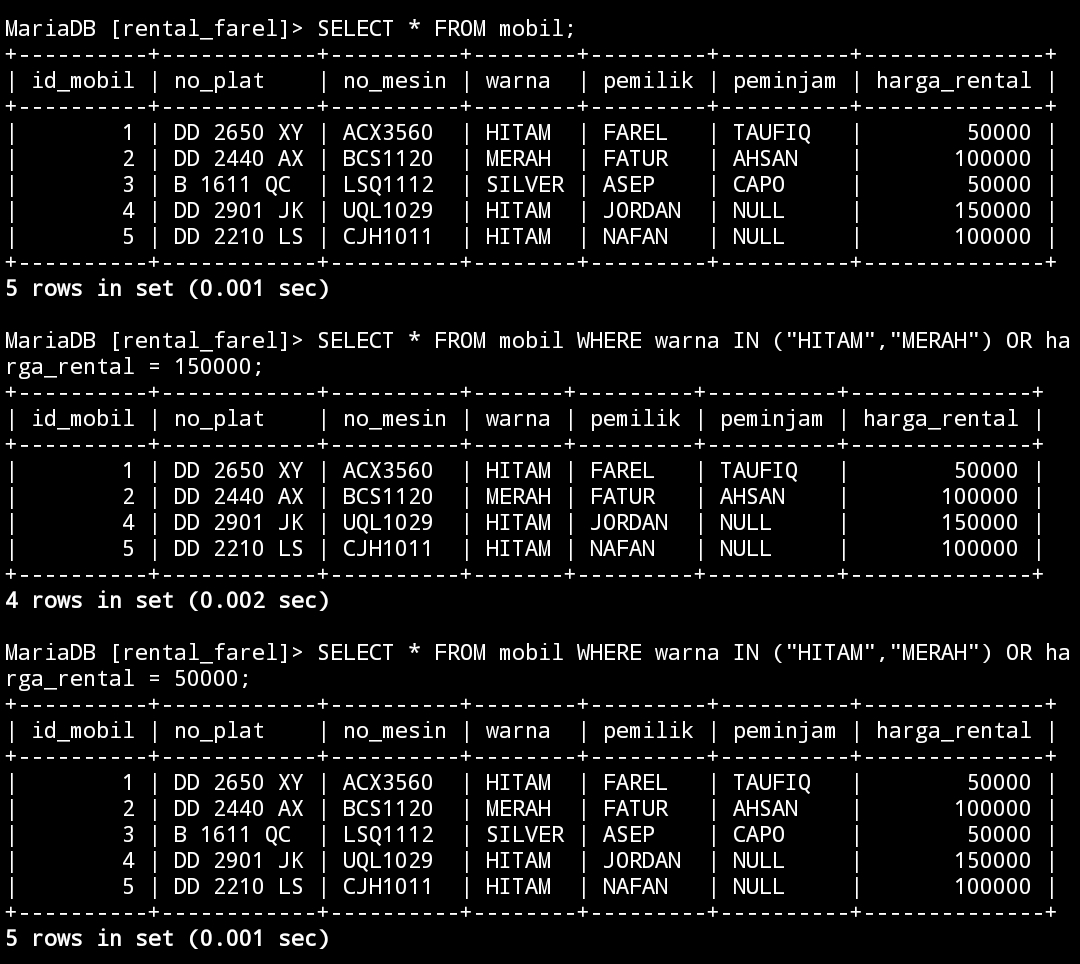 MariaDB [rental_farel]> SELECT * FROM mobil;
+----------+------------+----------+--------+---------+----------+--------------+
| id_mobil | no_plat    | no_mesin | warna  | pemilik | peminjam | harga_rental |
+----------+------------+----------+--------+---------+----------+--------------+
|        1 | DD 2650 XY | ACX3560  | HITAM  | FAREL   | TAUFIQ   |        50000 |
|        2 | DD 2440 AX | BCS1120  | MERAH  | FATUR   | AHSAN    |       100000 |
|        3 | B 1611 QC  | LSQ1112  | SILVER | ASEP    | CAPO     |        50000 |
|        4 | DD 2901 JK | UQL1029  | HITAM  | JORDAN  | NULL     |       150000 |
|        5 | DD 2210 LS | CJH1011  | HITAM  | NAFAN   | NULL     |       100000 |
+----------+------------+----------+--------+---------+----------+--------------+
5 rows in set (0.001 sec)
MariaDB [rental_farel]> SELECT * FROM mobil WHERE warna IN ("HITAM","MERAH") OR ha
rga_rental = 150000;
+----------+------------+----------+-------+---------+----------+--------------+
| id_mobil | no_plat    | no_mesin | warna | pemilik | peminjam | harga_rental |
+----------+------------+----------+-------+---------+----------+--------------+
|        1 | DD 2650 XY | ACX3560  | HITAM | FAREL   | TAUFIQ   |        50000 |
|        2 | DD 2440 AX | BCS1120  | MERAH | FATUR   | AHSAN    |       100000 |
|        4 | DD 2901 JK | UQL1029  | HITAM | JORDAN  | NULL     |       150000 |
|        5 | DD 2210 LS | CJH1011  | HITAM | NAFAN   | NULL     |       100000 |
+----------+------------+----------+-------+---------+----------+--------------+
4 rows in set (0.002 sec)
MariaDB [rental_farel]> SELECT * FROM mobil WHERE warna IN ("HITAM","MERAH") OR ha
rga_rental = 50000;
+----------+------------+----------+--------+---------+----------+--------------+
| id_mobil | no_plat    | no_mesin | warna  | pemilik | peminjam | harga_rental |
+----------+------------+----------+--------+---------+----------+--------------+
|        1 | DD 2650 XY | ACX3560  | HITAM  | FAREL   | TAUFIQ   |        50000 |
|        2 | DD 2440 AX | BCS1120  | MERAH  | FATUR   | AHSAN    |       100000 |
|        3 | B 1611 QC  | LSQ1112  | SILVER | ASEP    | CAPO     |        50000 |
|        4 | DD 2901 JK | UQL1029  | HITAM  | JORDAN  | NULL     |       150000 |
|        5 | DD 2210 LS | CJH1011  | HITAM  | NAFAN   | NULL     |       100000 |
+----------+------------+----------+--------+---------+----------+--------------+
5 rows in set (0.001 sec)